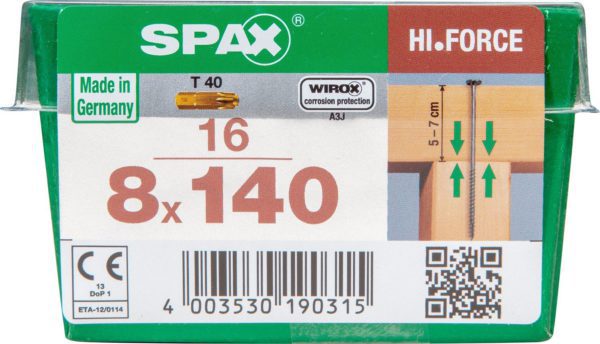 SPAX®
HI.FORCE
Made in
Germany
T 40
WIROX®
corrosion protection
A3J
16
8x140
5 – 7 cm
CE
13
DoP 1
ETA-12/0114
4 003530 190315